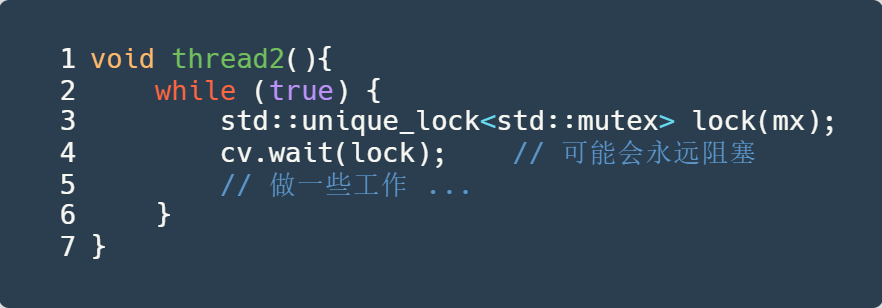 1 void thread2(){
2     while (true) {
3         std::unique_lock<std::mutex> lock(mx);
4         cv.wait(lock);    // 可能会永远阻塞
5         // 做一些工作 ...
6     }
7 }